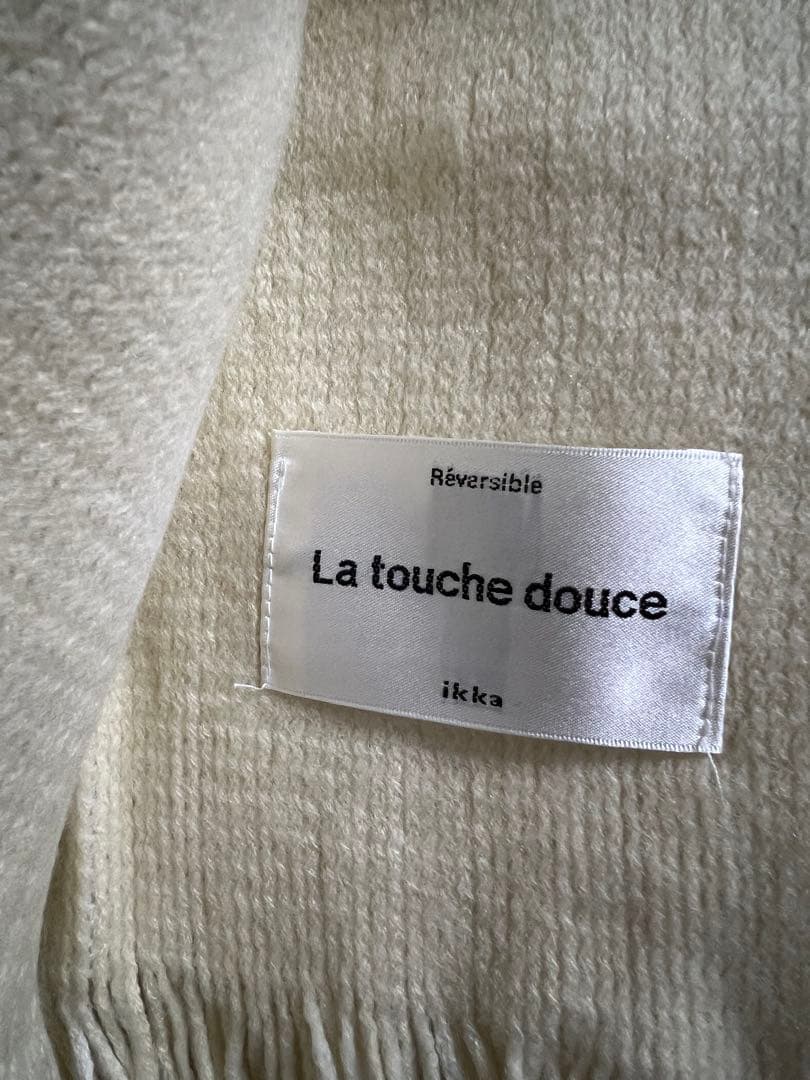 Réversible
La touche douce
ikka